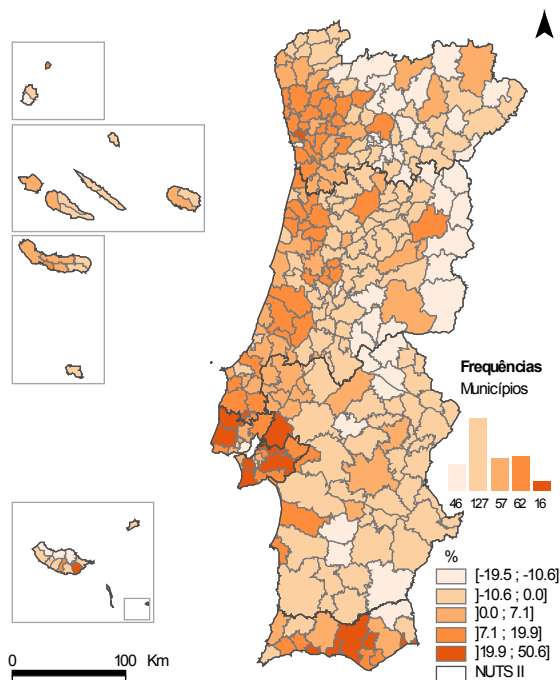 Frequências
Municípios
46 127 57 62 16
%
[-19.5 ; -10.6]
]-10.6 ; 0.0]
]0.0 ; 7.1]
]7.1 ; 19.9]
]19.9 ; 50.6]
NUTS II
0 100 Km